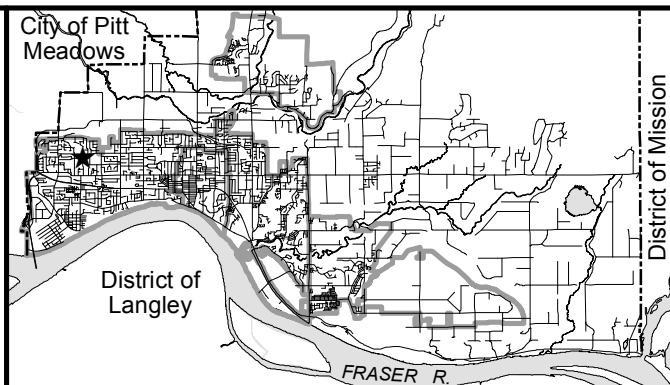 City of Pitt
Meadows
District of Mission
District of
Langley
FRASER R.